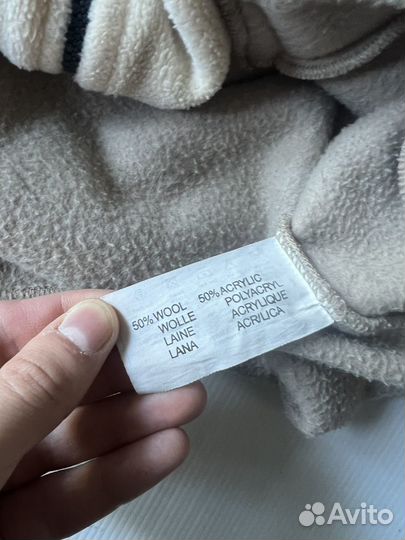 50% WOOL
WOLLE
LAINE
LANA
50% ACRYLIC
POLYACRYL
ACRYLIQUE
ACRILICA
Avito